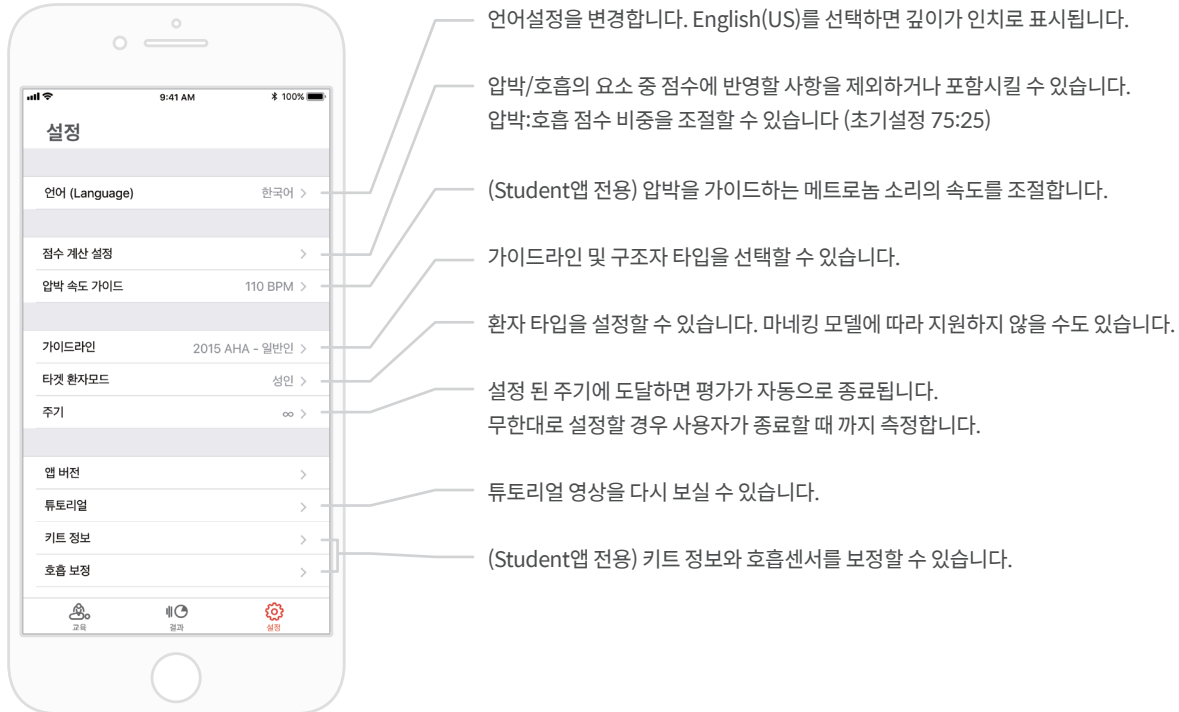 언어설정을 변경합니다. English(US)를 선택하면 깊이가 인치로 표시됩니다.
압박/호흡의 요소 중 점수에 반영할 사항을 제외하거나 포함시킬 수 있습니다.
압박:호흡 점수 비중을 조절할 수 있습니다 (초기설정 75:25)
(Student앱 전용) 압박을 가이드하는 메트로놈 소리의 속도를 조절합니다.
가이드라인 및 구조자 타입을 선택할 수 있습니다.
환자 타입을 설정할 수 있습니다. 마네킹 모델에 따라 지원하지 않을 수도 있습니다.
설정 된 주기에 도달하면 평가가 자동으로 종료됩니다.
무한대로 설정할 경우 사용자가 종료할 때 까지 측정합니다.
튜토리얼 영상을 다시 보실 수 있습니다.
(Student앱 전용) 키트 정보와 호흡센서를 보정할 수 있습니다.
9:41 AM 100%
설정
언어 (Language) 한국어 >
점수 계산 설정 >
압박 속도 가이드 110 BPM >
가이드라인 2015 AHA - 일반인 >
타겟 환자모드 성인 >
주기 ∞ >
앱 버전 >
튜토리얼 >
키트 정보 >
호흡 보정 >
교육 결과 설정